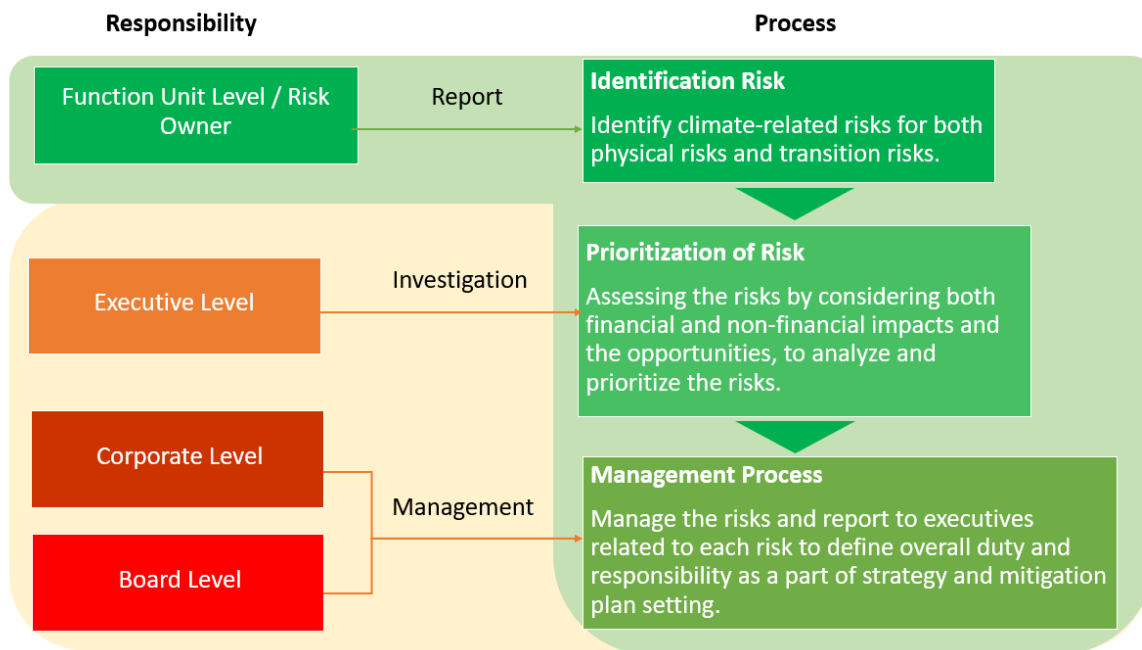 Responsibility
Process
Function Unit Level / Risk
Owner
Report
Identification Risk
Identify climate-related risks for both
physical risks and transition risks.
Executive Level
Investigation
Prioritization of Risk
Assessing the risks by considering both
financial and non-financial impacts and
the opportunities, to analyze and
prioritize the risks.
Corporate Level
Board Level
Management
Management Process
Manage the risks and report to executives
related to each risk to define overall duty and
responsibility as a part of strategy and mitigation
plan setting.